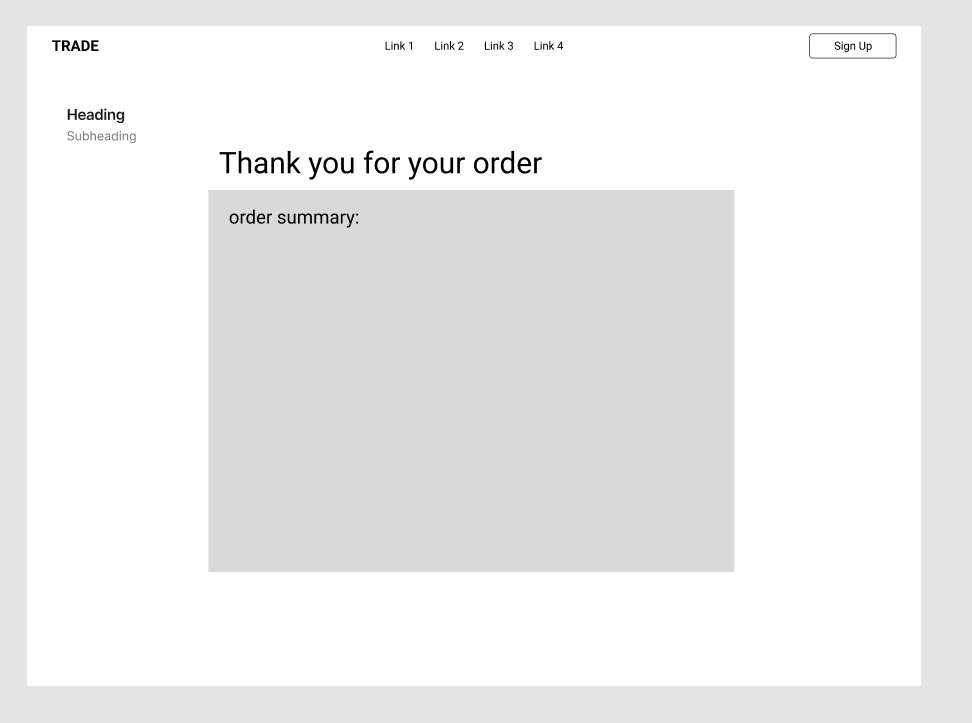 TRADE
Link 1 Link 2 Link 3 Link 4
Sign Up
Heading
Subheading
Thank you for your order
order summary: